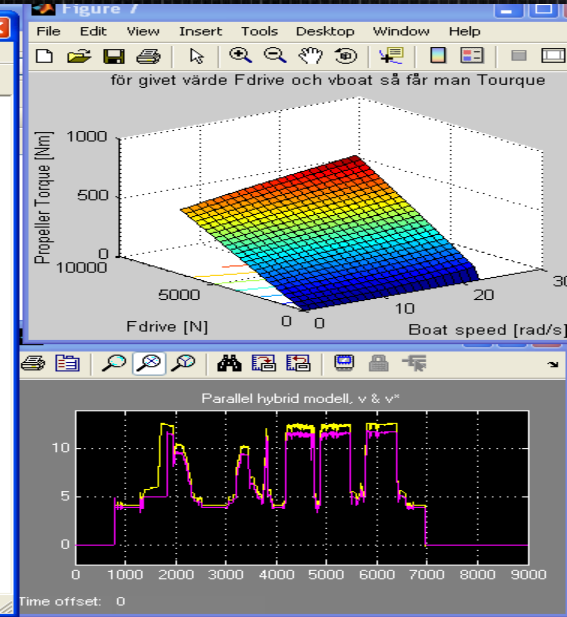 Figure 7
File Edit View Insert Tools Desktop Window Help
för givet värde Fdrive och vboat så får man Tourque
Propeller Torque [Nm]
1000
500
0
10000
5000
0
Fdrive [N]
0
10
20
30
Boat speed [rad/s]
Parallel hybrid modell, v & v*
10
5
0
0 1000 2000 3000 4000 5000 6000 7000 8000 9000
Time offset: 0